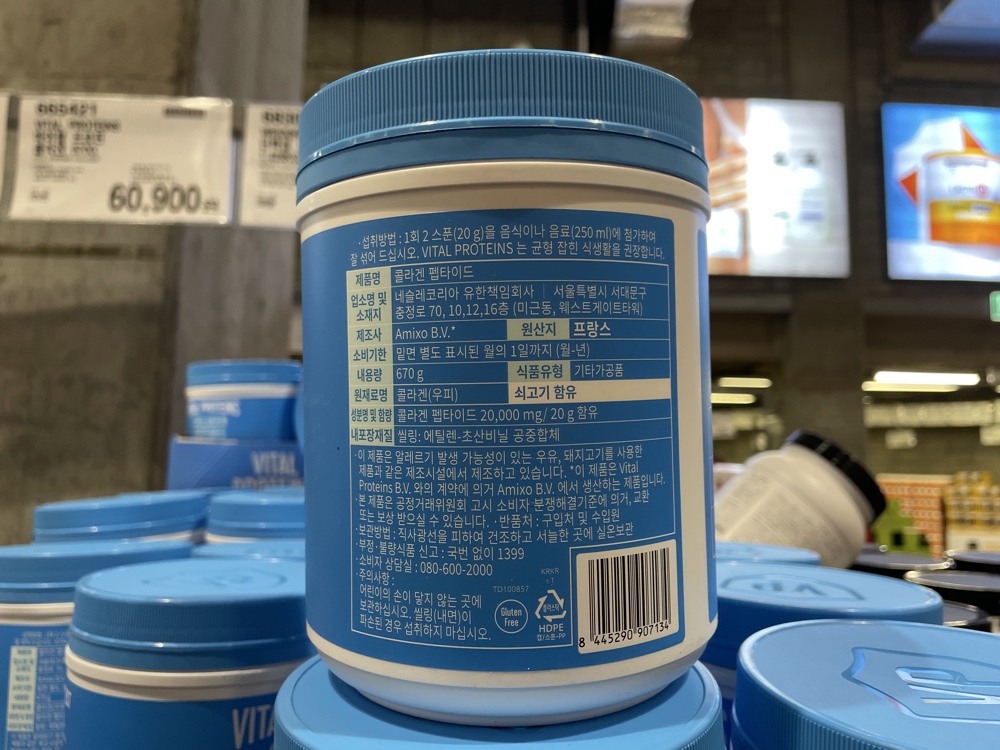 665421
VITAL PROTEINS
60,900
·섭취방법 : 1회 2 스푼(20 g)을 음식이나 음료(250 ml)에 첨가하여
잘 섞어 드십시오. VITAL PROTEINS 는 균형 잡힌 식생활을 권장합니다.
제품명 콜라겐 펩타이드
업소명 및 소재지 네슬레코리아 유한책임회사 | 서울특별시 서대문구
충정로 70, 10,12,16층 (미근동, 웨스트게이트타워)
제조사 Amixo B.V.* 원산지 프랑스
소비기한 밑면 별도 표시된 월의 1일까지 (월-년)
내용량 670 g 식품유형 기타가공품
원재료명 콜라겐(우피) 쇠고기 함유
성분명 및 함량 콜라겐 펩타이드 20,000 mg/ 20 g 함유
내포장재질 씰링: 에틸렌-초산비닐 공중합체
·이 제품은 알레르기 발생 가능성이 있는 우유, 돼지고기를 사용한
제품과 같은 제조시설에서 제조하고 있습니다. *이 제품은 Vital
Proteins B.V. 와의 계약에 의거 Amixo B.V. 에서 생산하는 제품입니다.
·본 제품은 공정거래위원회 고시 소비자 분쟁해결기준에 의거, 교환
또는 보상 받으실 수 있습니다. ·반품처 : 구입처 및 수입원
·보관방법 : 직사광선을 피하여 건조하고 서늘한 곳에 실온보관
·부정·불량식품 신고 : 국번 없이 1399
·소비자 상담실 : 080-600-2000
·주의사항 :
어린이의 손이 닿지 않는 곳에
보관하십시오. 씰링(내면)이
파손된 경우 섭취하지 마십시오.
KRKR
+1
TD100857
Gluten
Free
플라스틱
HDPE
캡/스푼-PP
8 445290 907134
VITAL
VITAL